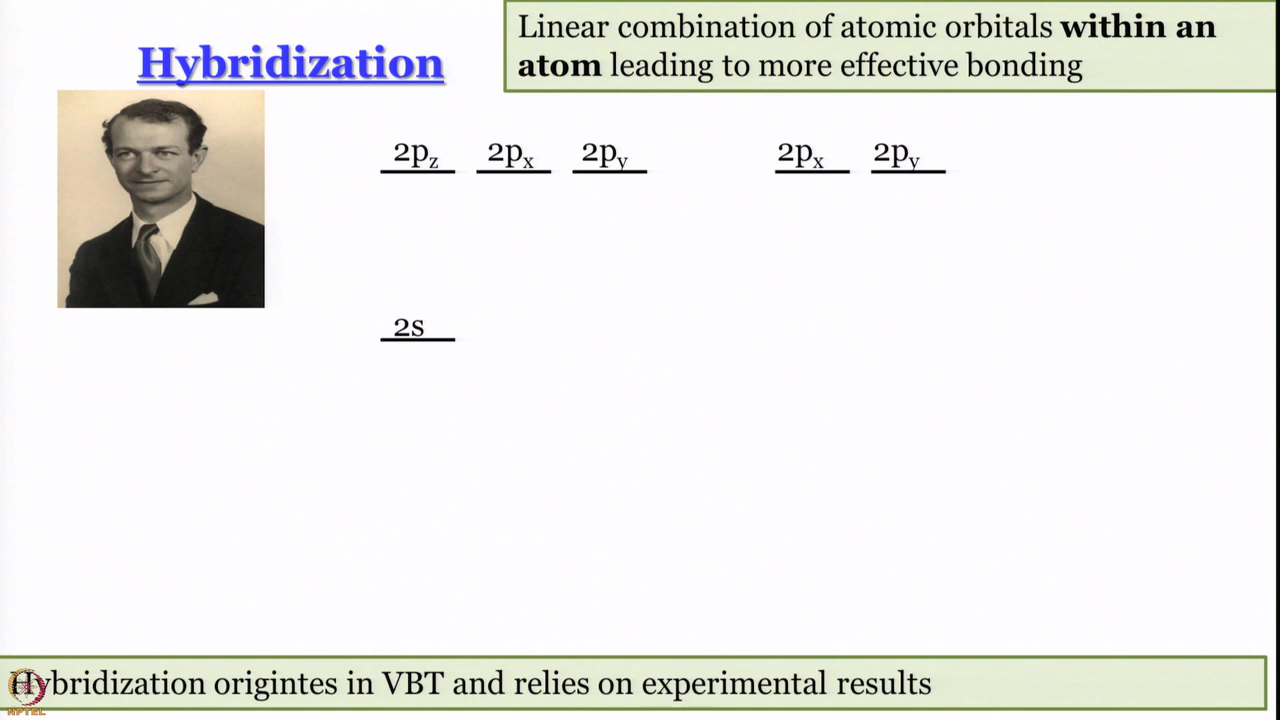 Linear combination of atomic orbitals within an
atom leading to more effective bonding
Hybridization
2pz 2px 2py 2px 2py
2s
Hybridization origintes in VBT and relies on experimental results
NPTEL